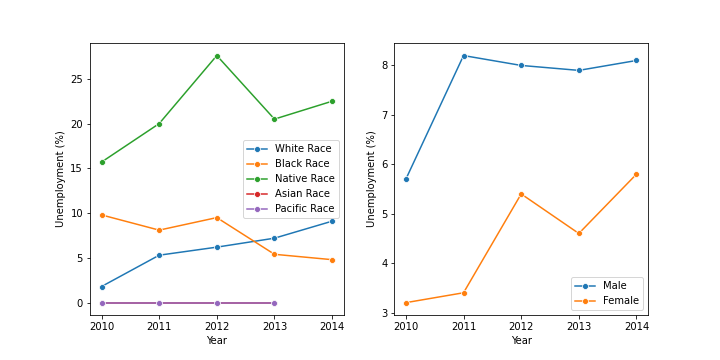 Unemployment (%)
25
20
15
10
5
0
2010 2011 2012 2013 2014
Year
White Race
Black Race
Native Race
Asian Race
Pacific Race
Unemployment (%)
8
7
6
5
4
3
2010 2011 2012 2013 2014
Year
Male
Female